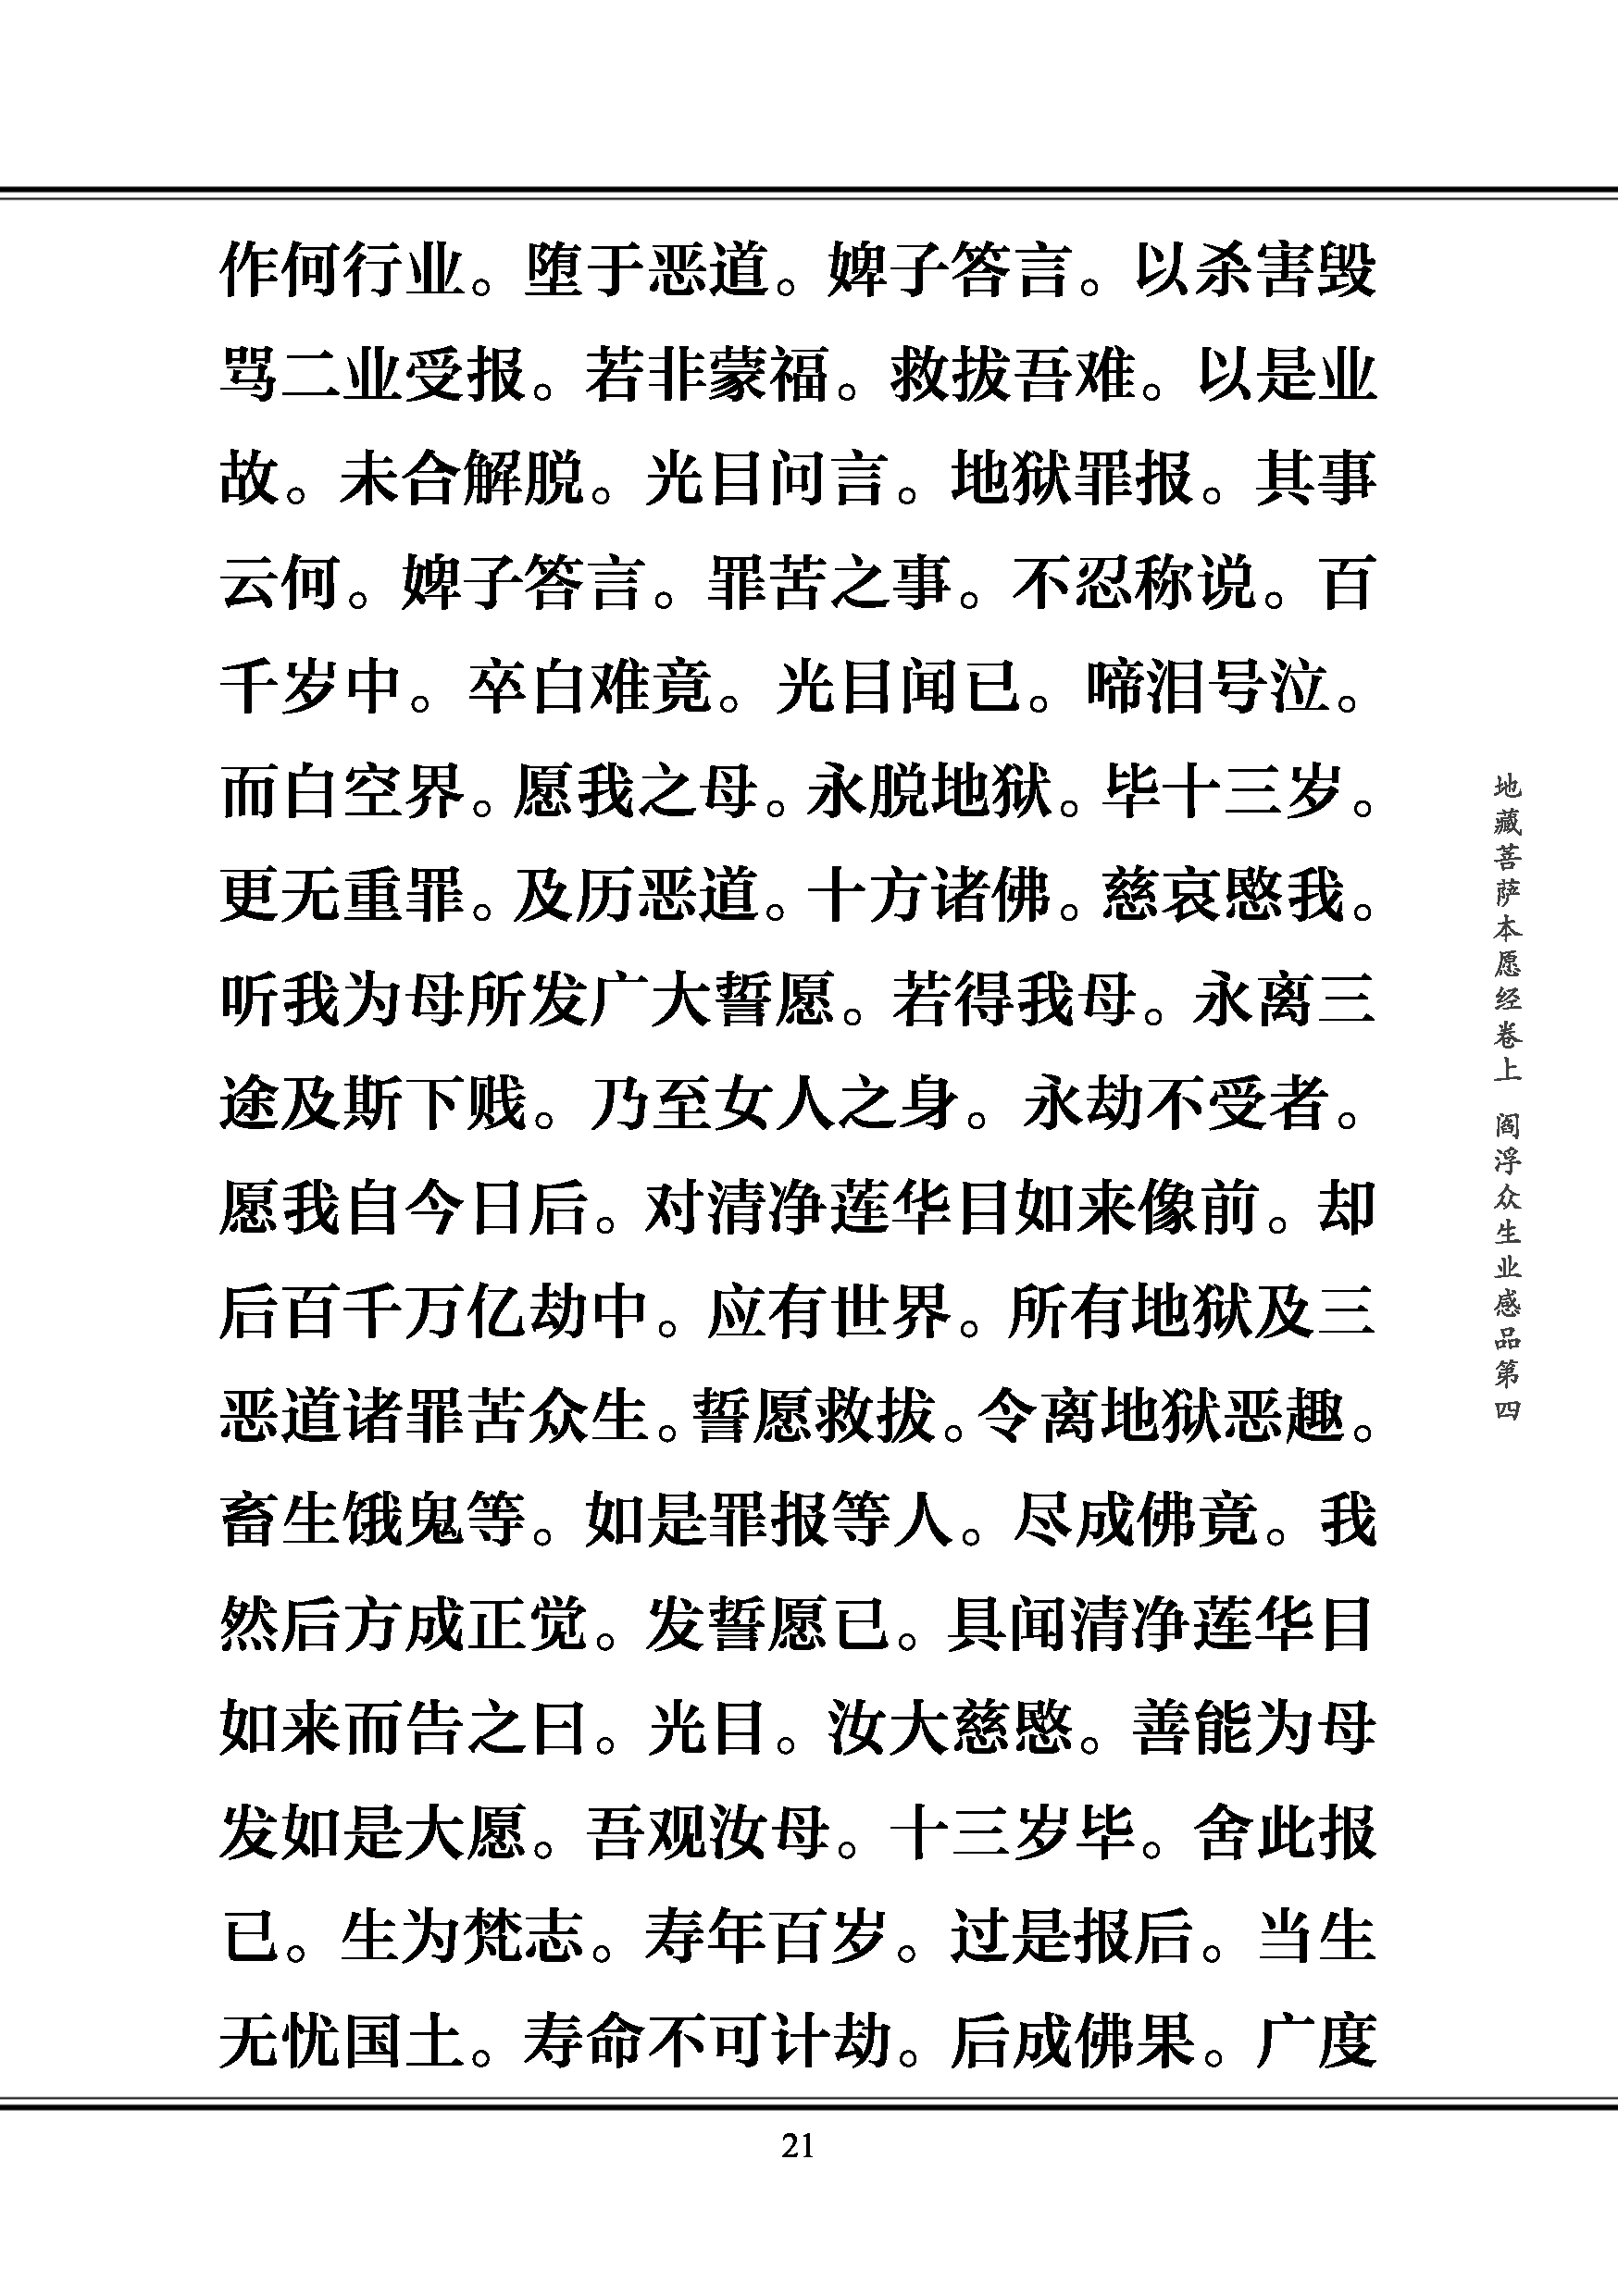 作何行业。堕于恶道。婢子答言。以杀害毁
骂二业受报。若非蒙福。救拔吾难。以是业
故。未合解脱。光目问言。地狱罪报。其事
云何。婢子答言。罪苦之事。不忍称说。百
千岁中。卒白难竟。光目闻已。啼泪号泣。
而白空界。愿我之母。永脱地狱。毕十三岁。
更无重罪。及历恶道。十方诸佛。慈哀愍我。
听我为母所发广大誓愿。若得我母。永离三
途及斯下贱。乃至女人之身。永劫不受者。
愿我自今日后。对清净莲华目如来像前。却
后百千万亿劫中。应有世界。所有地狱及三
恶道诸罪苦众生。誓愿救拔。令离地狱恶趣。
畜生饿鬼等。如是罪报等人。尽成佛竟。我
然后方成正觉。发誓愿已。具闻清净莲华目
如来而告之曰。光目。汝大慈愍。善能为母
发如是大愿。吾观汝母。十三岁毕。舍此报
已。生为梵志。寿年百岁。过是报后。当生
无忧国土。寿命不可计劫。后成佛果。广度
地藏菩萨本愿经卷上 阎浮众生业感品第四
21